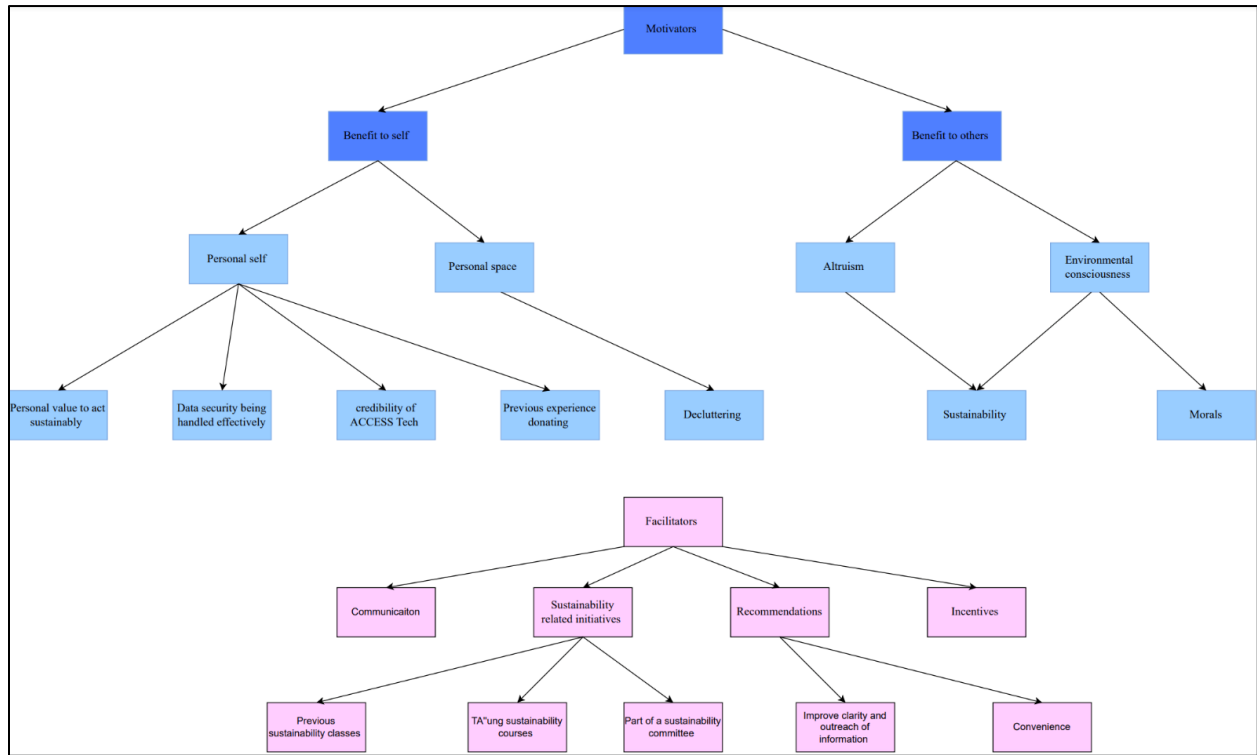 Motivators
Benefit to self
Benefit to others
Personal self
Personal space
Altruism
Environmental
consciousness
Personal value to act
sustainably
Data security being
handled effectively
credibility of
ACCESS Tech
Previous experience
donating
Decluttering
Sustainability
Morals
Facilitators
Communicaiton
Sustainability
related initiatives
Recommendations
Incentives
Previous
sustainability classes
TA"ung sustainability
courses
Part of a sustainability
committee
Improve clarity and
outreach of
information
Convenience